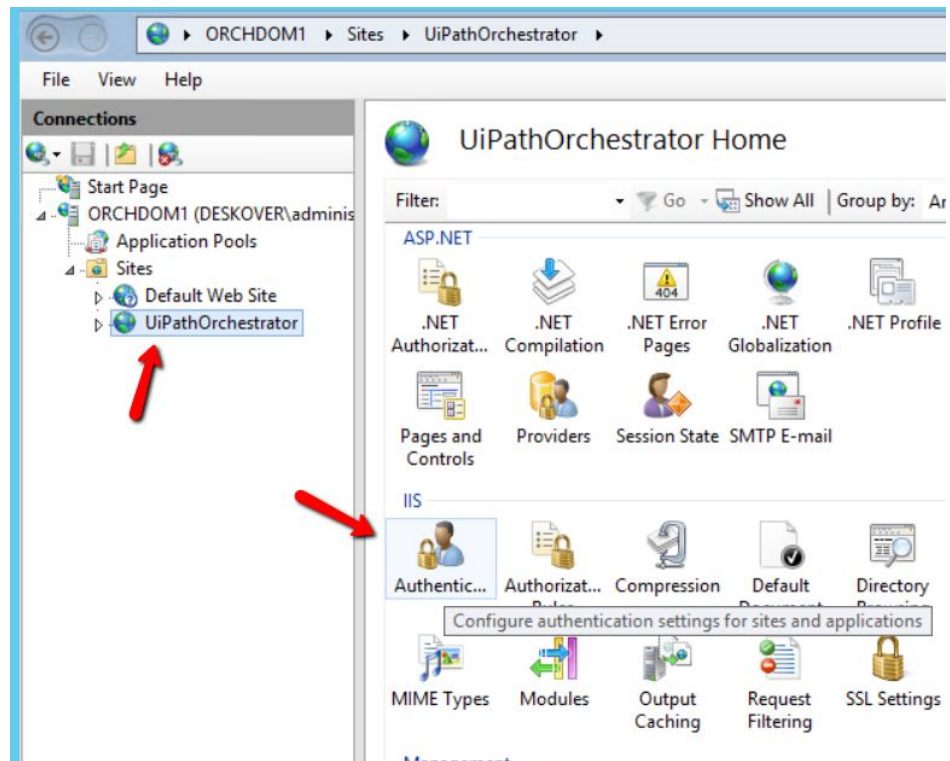 ORCHDOM1 Sites UiPathOrchestrator
File View Help
Connections
Start Page
ORCHDOM1 (DESKOVER\adminis
Application Pools
Sites
Default Web Site
UiPathOrchestrator
UiPathOrchestrator Home
Filter: Go Show All Group by: Ar
ASP.NET
.NET Authorizat...
.NET Compilation
.NET Error Pages
.NET Globalization
.NET Profile
Pages and Controls
Providers
Session State
SMTP E-mail
IIS
Authentic...
Authorizat...
Compression
Default
Directory
Configure authentication settings for sites and applications
MIME Types
Modules
Output Caching
Request Filtering
SSL Settings